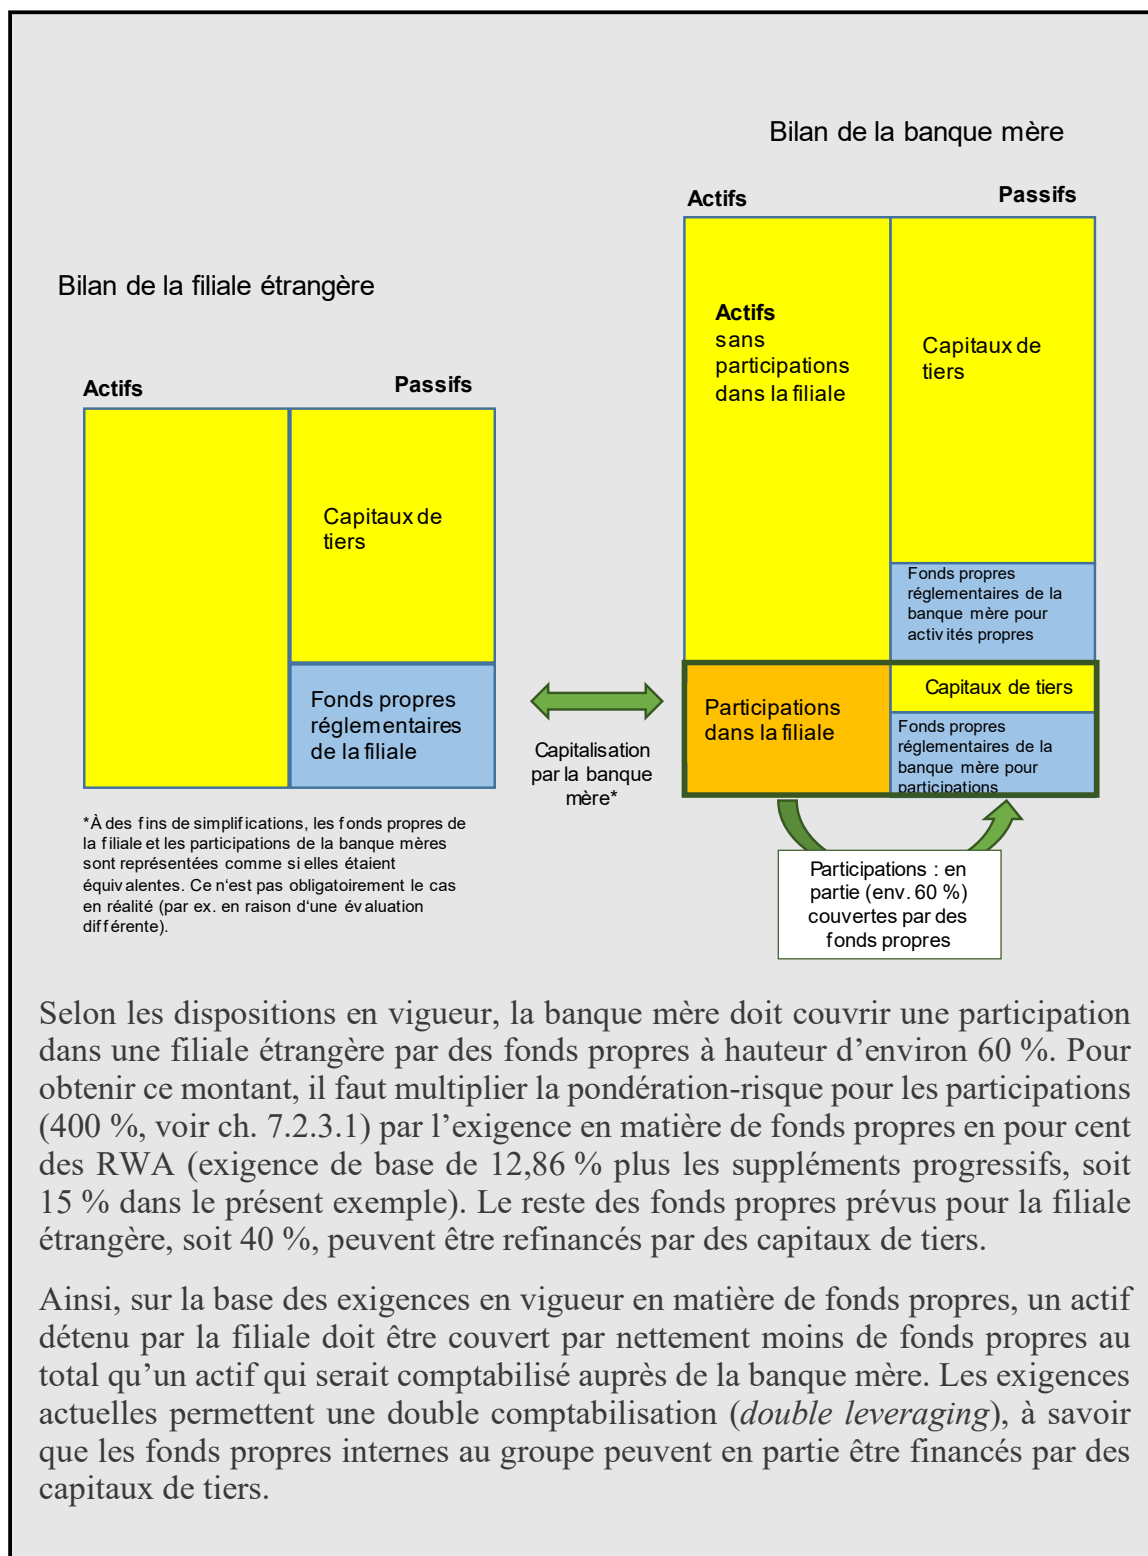 Bilan de la banque mère
Actifs
Passifs
Bilan de la filiale étrangère
Actifs
sans
participations
dans la filiale
Capitaux de
tiers
Actifs
Passifs
Capitaux de
tiers
Fonds propres
réglementaires de la
banque mère pour
activités propres
Fonds propres
réglementaires
de la filiale
Capitalisation
par la banque
mère*
Participations
dans la filiale
Capitaux de tiers
Fonds propres
réglementaires de la
banque mère pour
participations
*À des fins de simplifications, les fonds propres de
la filiale et les participations de la banque mères
sont représentées comme si elles étaient
équivalentes. Ce n'est pas obligatoirement le cas
en réalité (par ex. en raison d'une évaluation
différente).
Participations : en
partie (env. 60 %)
couvertes par des
fonds propres
Selon les dispositions en vigueur, la banque mère doit couvrir une participation
dans une filiale étrangère par des fonds propres à hauteur d'environ 60 %. Pour
obtenir ce montant, il faut multiplier la pondération-risque pour les participations
(400 %, voir ch. 7.2.3.1) par l'exigence en matière de fonds propres en pour cent
des RWA (exigence de base de 12,86 % plus les suppléments progressifs, soit
15 % dans le présent exemple). Le reste des fonds propres prévus pour la filiale
étrangère, soit 40 %, peuvent être refinancés par des capitaux de tiers.
Ainsi, sur la base des exigences en vigueur en matière de fonds propres, un actif
détenu par la filiale doit être couvert par nettement moins de fonds propres au
total qu'un actif qui serait comptabilisé auprès de la banque mère. Les exigences
actuelles permettent une double comptabilisation (double leveraging), à savoir
que les fonds propres internes au groupe peuvent en partie être financés par des
capitaux de tiers.